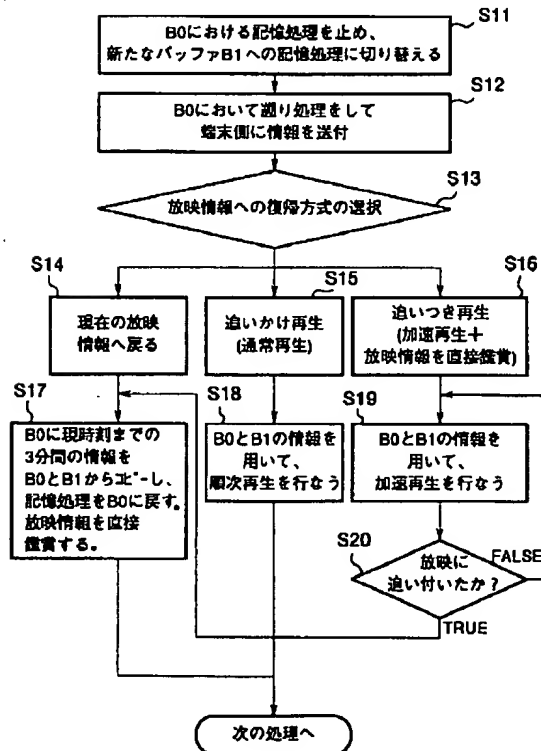 S11
B0における記憶処理を止め、
新たなバッファB1への記憶処理に切り替える
S12
B0において遡り処理をして
端末側に情報を送付
S13
放映情報への復帰方式の選択
S14
現在の放映
情報へ戻る
S15
追いかけ再生
(通常再生)
S16
追いつき再生
(加速再生+
放映情報を直接鑑賞)
S17
B0に現時刻までの
3分間の情報を
B0とB1からコピーし、
記憶処理をB0に戻す。
放映情報を直接
鑑賞する。
S18
B0とB1の情報を
用いて、
順次再生を行なう
S19
B0とB1の情報を
用いて、
加速再生を行なう
S20
放映に
追い付いたか?
FALSE
TRUE
次の処理へ